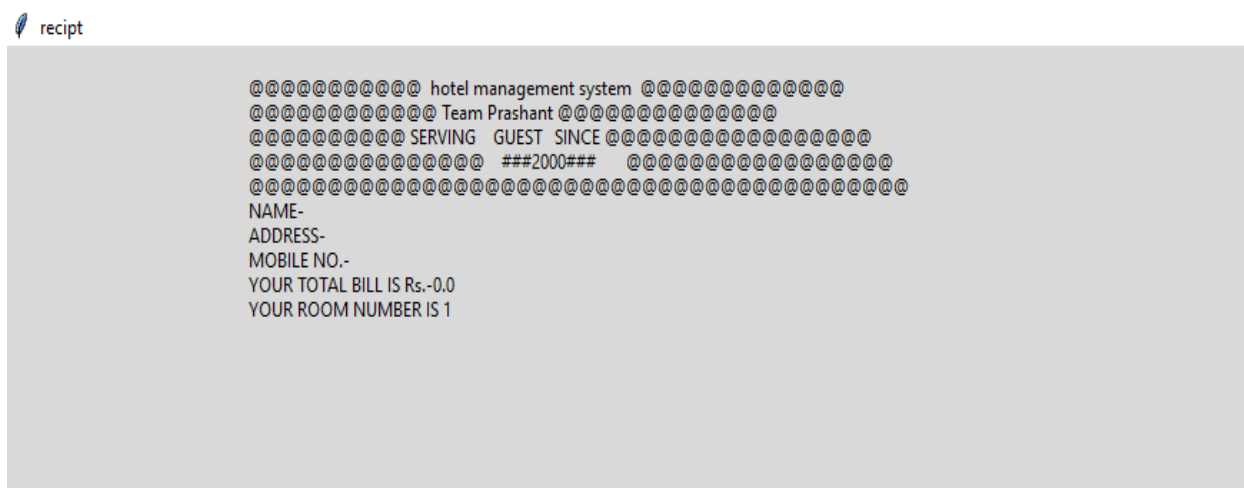 recipt
@@@@@@@@@@@ hotel management system @@@@@@@@@@@@@
@@@@@@@@@@@@ Team Prashant @@@@@@@@@@@@@@
@@@@@@@@@@ SERVING GUEST SINCE @@@@@@@@@@@@@@@@@
@@@@@@@@@@@@@@@ ###2000### @@@@@@@@@@@@@@@@@
@@@@@@@@@@@@@@@@@@@@@@@@@@@@@@@@@@@@@@@@@@
NAME-
ADDRESS-
MOBILE NO.-
YOUR TOTAL BILL IS Rs.-0.0
YOUR ROOM NUMBER IS 1